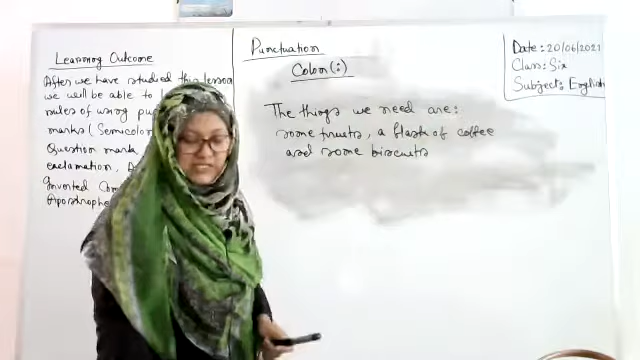 Learning Outcome
After we have studied this lesson
we will be able to
rules of using
marks (Semicolon
Question mark
exclamation,
Inverted
Apostrophe
Punctuation
Colon (:)
The things we need are:
some fruits, a flask of coffee
and some biscuits
Date: 20/06/2021
Class: Six
Subject: English